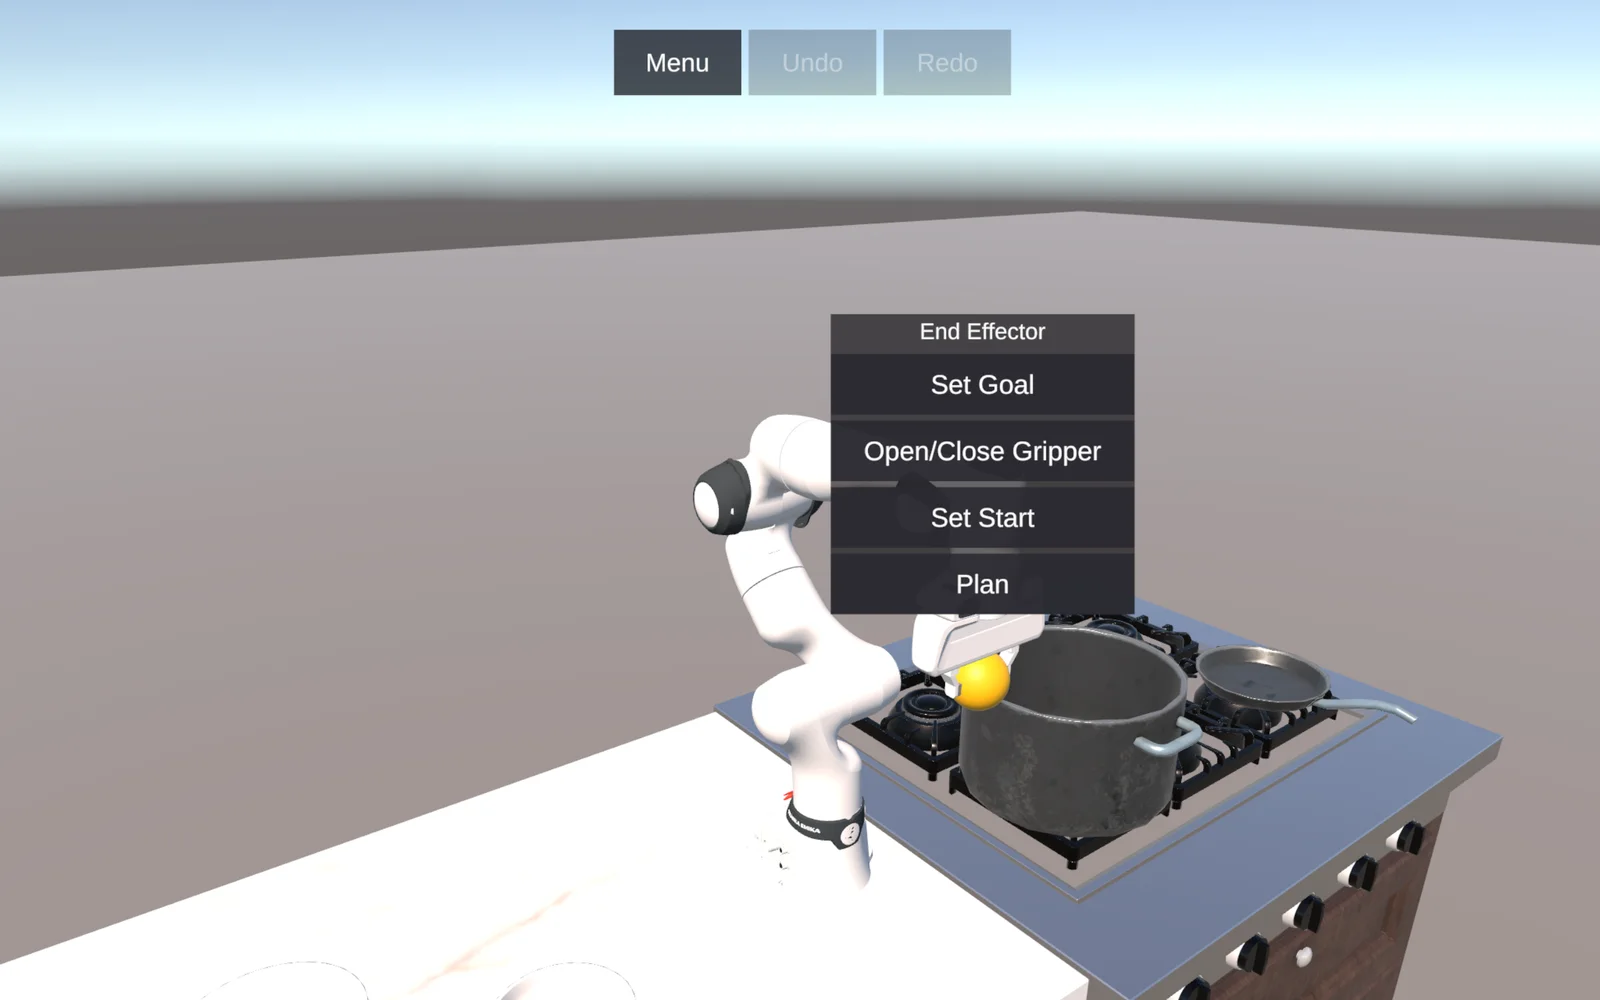 Menu
Undo
Redo
End Effector
Set Goal
Open/Close Gripper
Set Start
Plan